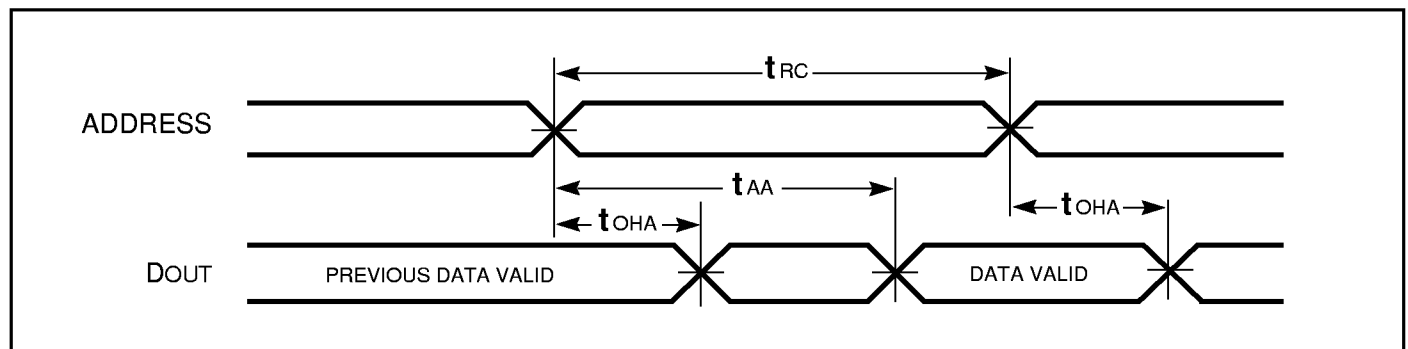 tRC
ADDRESS
tAA
tOHA
tOHA
DOUT
PREVIOUS DATA VALID
DATA VALID